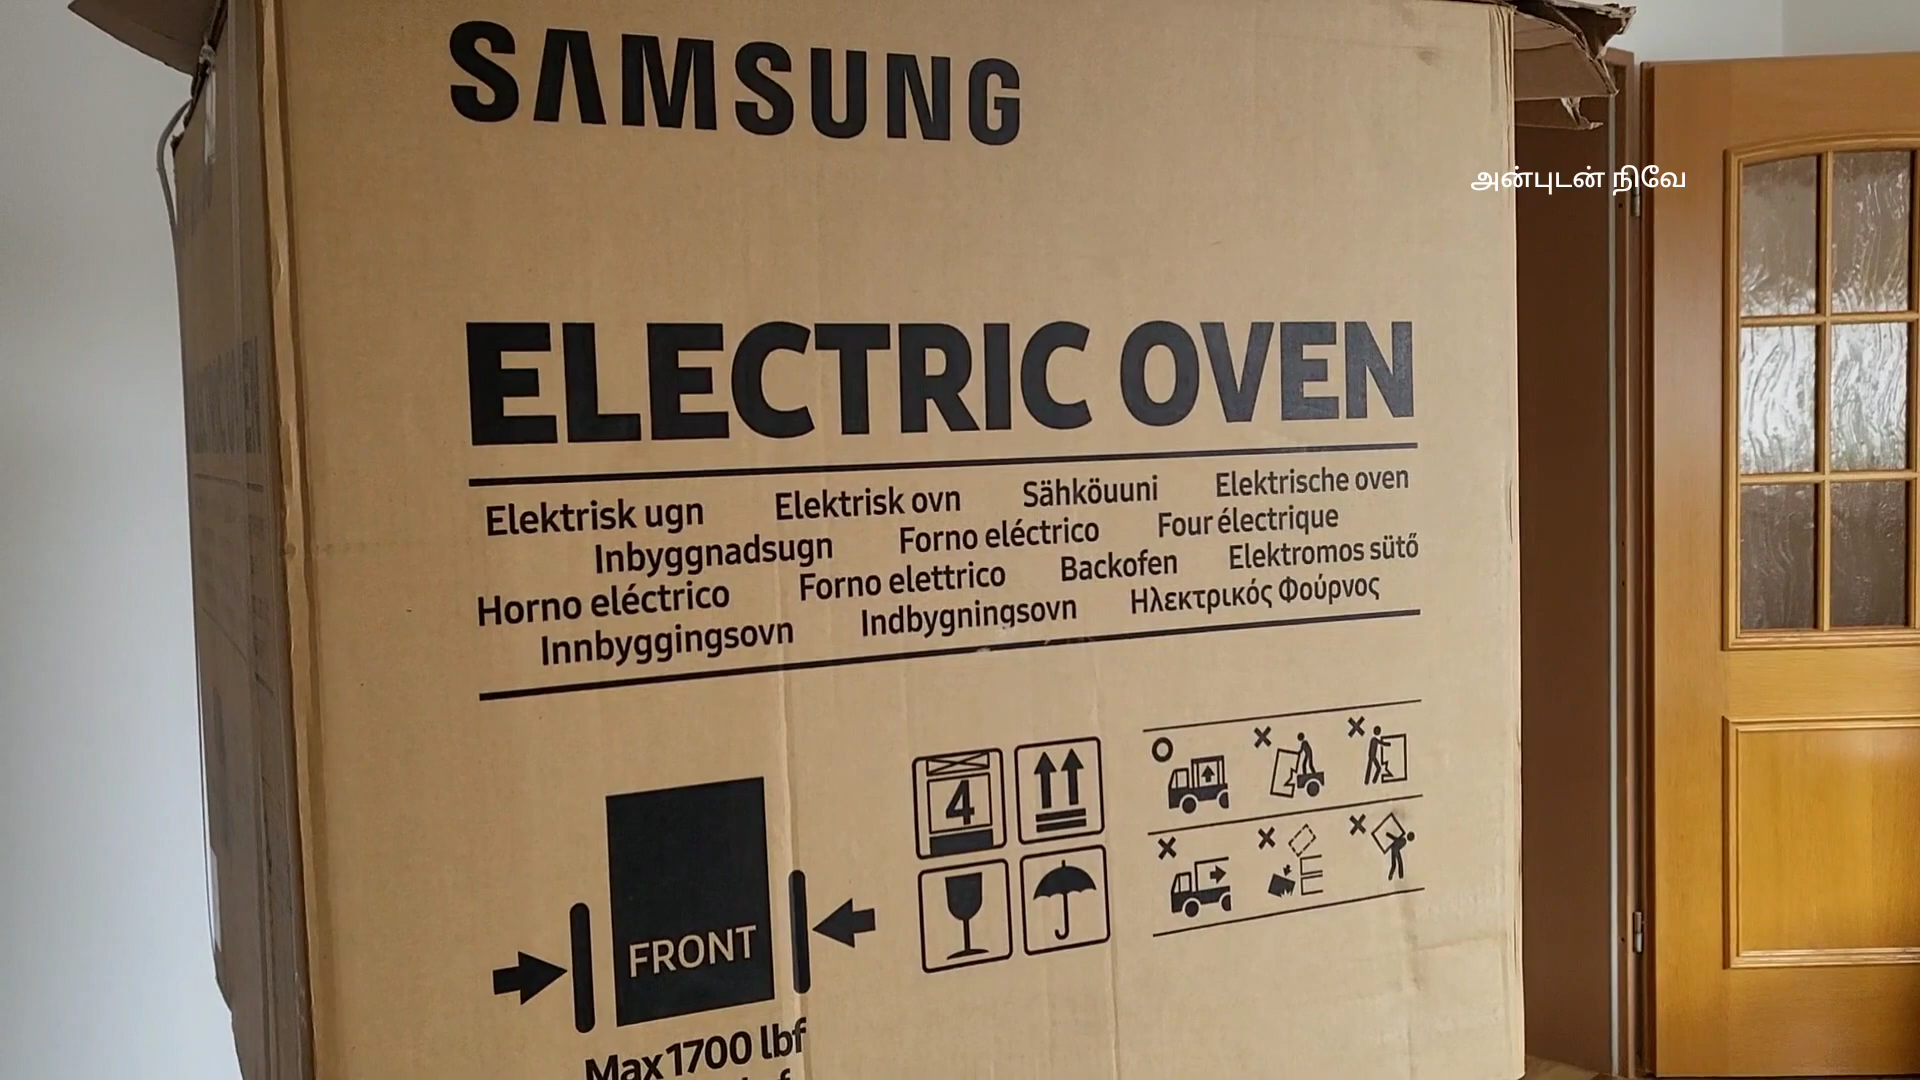 SAMSUNG
அன்புடன் நிவே
ELECTRIC OVEN
Elektrisk ugn Elektrisk ovn Sähköuuni Elektrische oven
Inbyggnadsugn Forno eléctrico Four électrique
Horno eléctrico Forno elettrico Backofen Elektromos sütő
Innbyggingsovn Indbygningsovn Ηλεκτρικός Φούρνος
4
FRONT
Max 1700 lbf